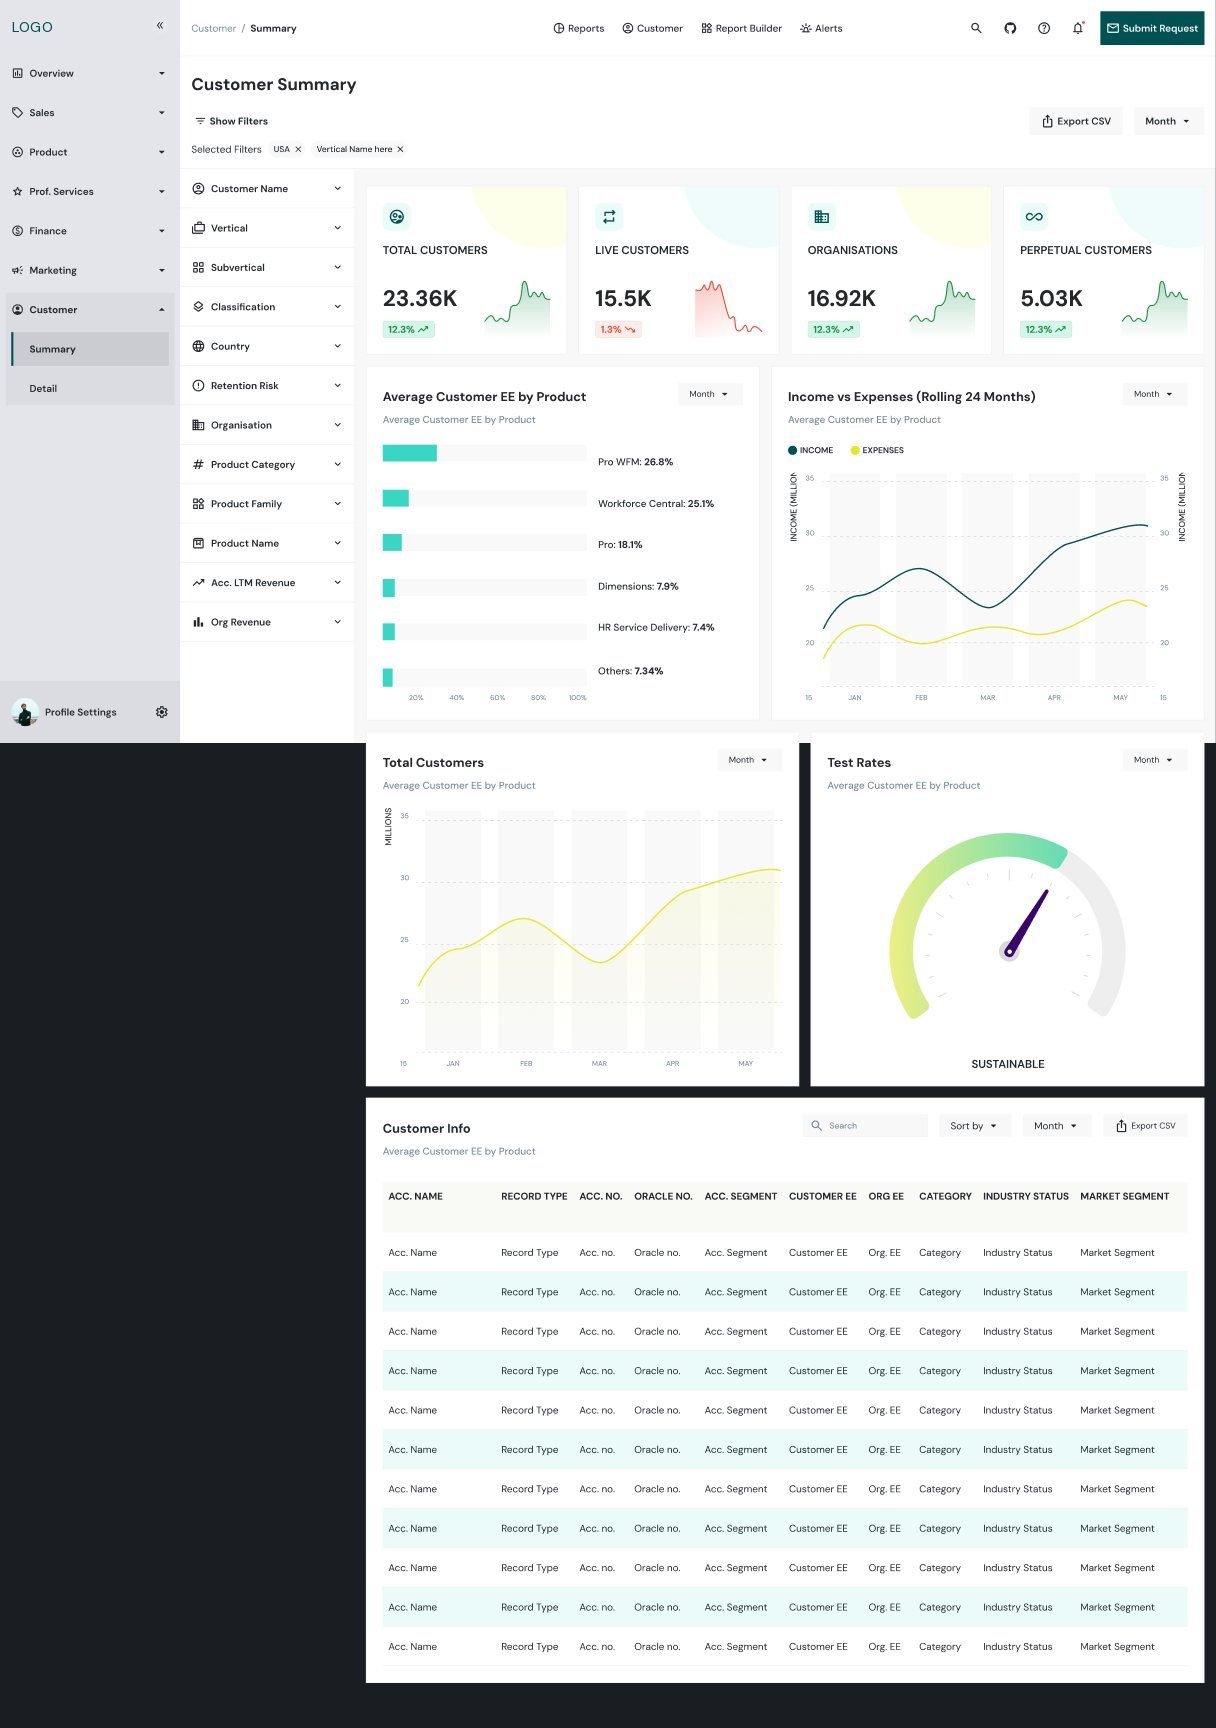 LOGO
Customer / Summary
Reports
Customer
Report Builder
Alerts
Submit Request
Overview
Sales
Product
Prof. Services
Finance
Marketing
Customer
Summary
Detail
Profile Settings
Customer Summary
Show Filters
Export CSV
Month
Selected Filters
USA
Vertical Name here
Customer Name
Vertical
Subvertical
Classification
Country
Retention Risk
Organisation
Product Category
Product Family
Product Name
Acc. LTM Revenue
Org Revenue
TOTAL CUSTOMERS
23.36K
12.3%
LIVE CUSTOMERS
15.5K
1.3%
ORGANISATIONS
16.92K
12.3%
PERPETUAL CUSTOMERS
5.03K
12.3%
Average Customer EE by Product
Month
Average Customer EE by Product
Pro WFM: 26.8%
Workforce Central: 25.1%
Pro: 18.1%
Dimensions: 7.9%
HR Service Delivery: 7.4%
Others: 7.34%
20% 40% 60% 80% 100%
Income vs Expenses (Rolling 24 Months)
Month
Average Customer EE by Product
INCOME EXPENSES
INCOME (MILLION
35 35
30 30
25 25
20 20
15 JAN FEB MAR APR MAY 15
INCOME (MILLION
Total Customers
Month
Average Customer EE by Product
MILLIONS
35
30
25
20
15 JAN FEB MAR APR MAY
Test Rates
Month
Average Customer EE by Product
SUSTAINABLE
Customer Info
Search
Sort by
Month
Export CSV
Average Customer EE by Product
ACC. NAME RECORD TYPE ACC. NO. ORACLE NO. ACC. SEGMENT CUSTOMER EE ORG EE CATEGORY INDUSTRY STATUS MARKET SEGMENT
Acc. Name Record Type Acc. no. Oracle no. Acc. Segment Customer EE Org. EE Category Industry Status Market Segment
Acc. Name Record Type Acc. no. Oracle no. Acc. Segment Customer EE Org. EE Category Industry Status Market Segment
Acc. Name Record Type Acc. no. Oracle no. Acc. Segment Customer EE Org. EE Category Industry Status Market Segment
Acc. Name Record Type Acc. no. Oracle no. Acc. Segment Customer EE Org. EE Category Industry Status Market Segment
Acc. Name Record Type Acc. no. Oracle no. Acc. Segment Customer EE Org. EE Category Industry Status Market Segment
Acc. Name Record Type Acc. no. Oracle no. Acc. Segment Customer EE Org. EE Category Industry Status Market Segment
Acc. Name Record Type Acc. no. Oracle no. Acc. Segment Customer EE Org. EE Category Industry Status Market Segment
Acc. Name Record Type Acc. no. Oracle no. Acc. Segment Customer EE Org. EE Category Industry Status Market Segment
Acc. Name Record Type Acc. no. Oracle no. Acc. Segment Customer EE Org. EE Category Industry Status Market Segment
Acc. Name Record Type Acc. no. Oracle no. Acc. Segment Customer EE Org. EE Category Industry Status Market Segment
Acc. Name Record Type Acc. no. Oracle no. Acc. Segment Customer EE Org. EE Category Industry Status Market Segment